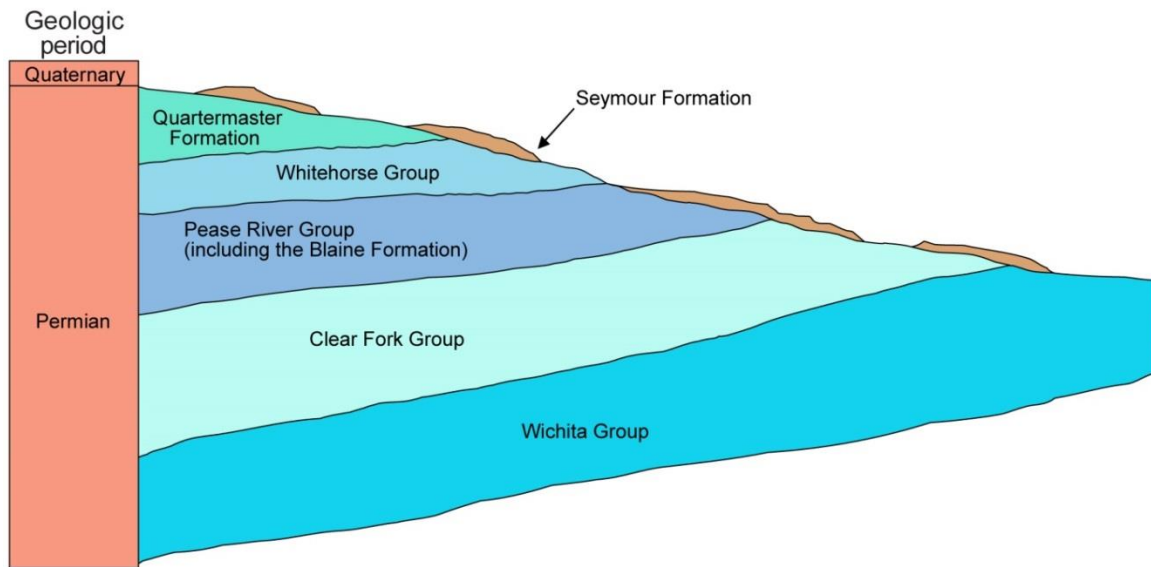 Geologic
period
Quaternary
Permian
Quartermaster
Formation
Seymour Formation
Whitehorse Group
Pease River Group
(including the Blaine Formation)
Clear Fork Group
Wichita Group